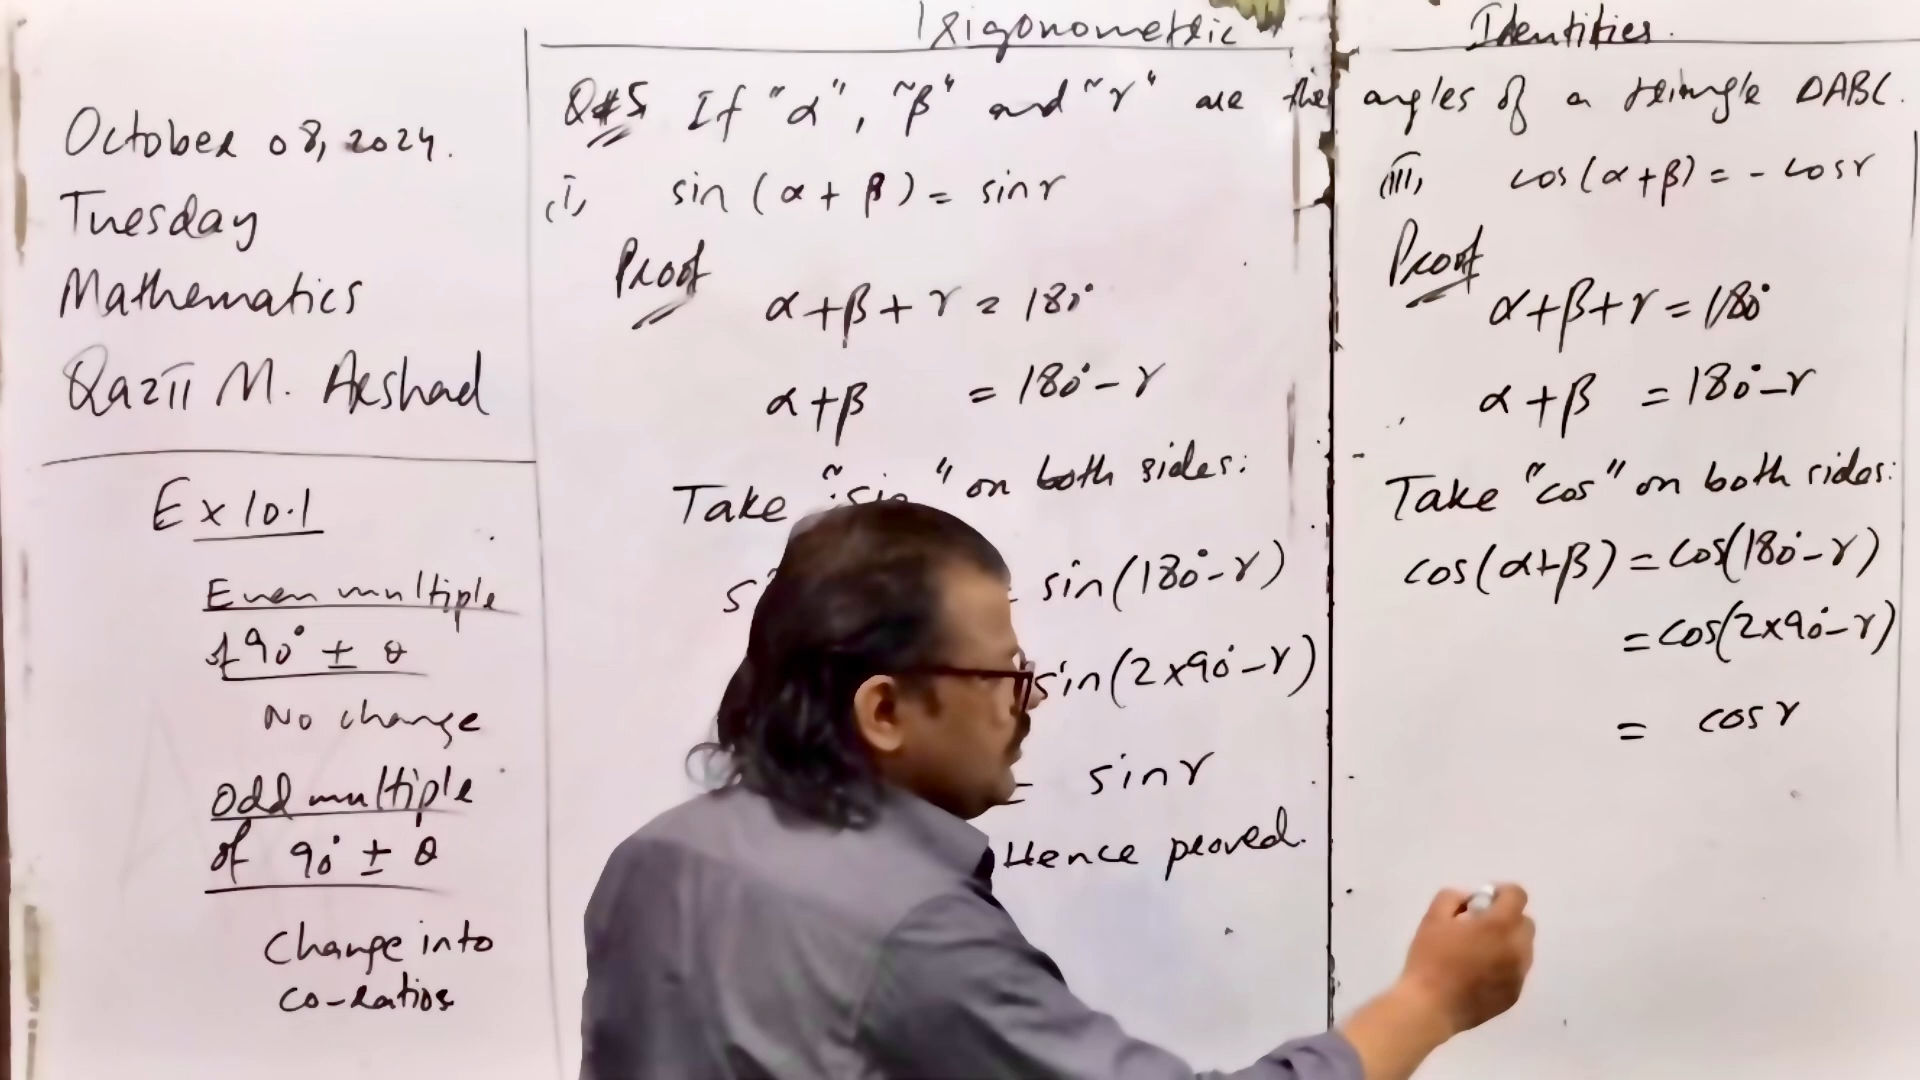 Trigonometric Identities.
October 08, 2024.
Tuesday
Mathematics
Qazii M. Arshad
Ex 10.1
Even multiple
of 90° ± θ
No change
Odd multiple
of 90° ± θ
Change into
co-ratios
Q#5 If "α", "β" and "γ" are the angles of a triangle ΔABC.
(i), sin (α + β) = sin γ
Proof
α + β + γ = 180°
α + β = 180° - γ
Take "sin" on both sides:
= sin (180° - γ)
sin (2×90° - γ)
= sin γ
Hence proved.
(iii), cos (α + β) = - cos γ
Proof
α + β + γ = 180°
α + β = 180° - γ
Take "cos" on both sides:
cos (α + β) = cos (180° - γ)
= cos (2×90° - γ)
= cos γ